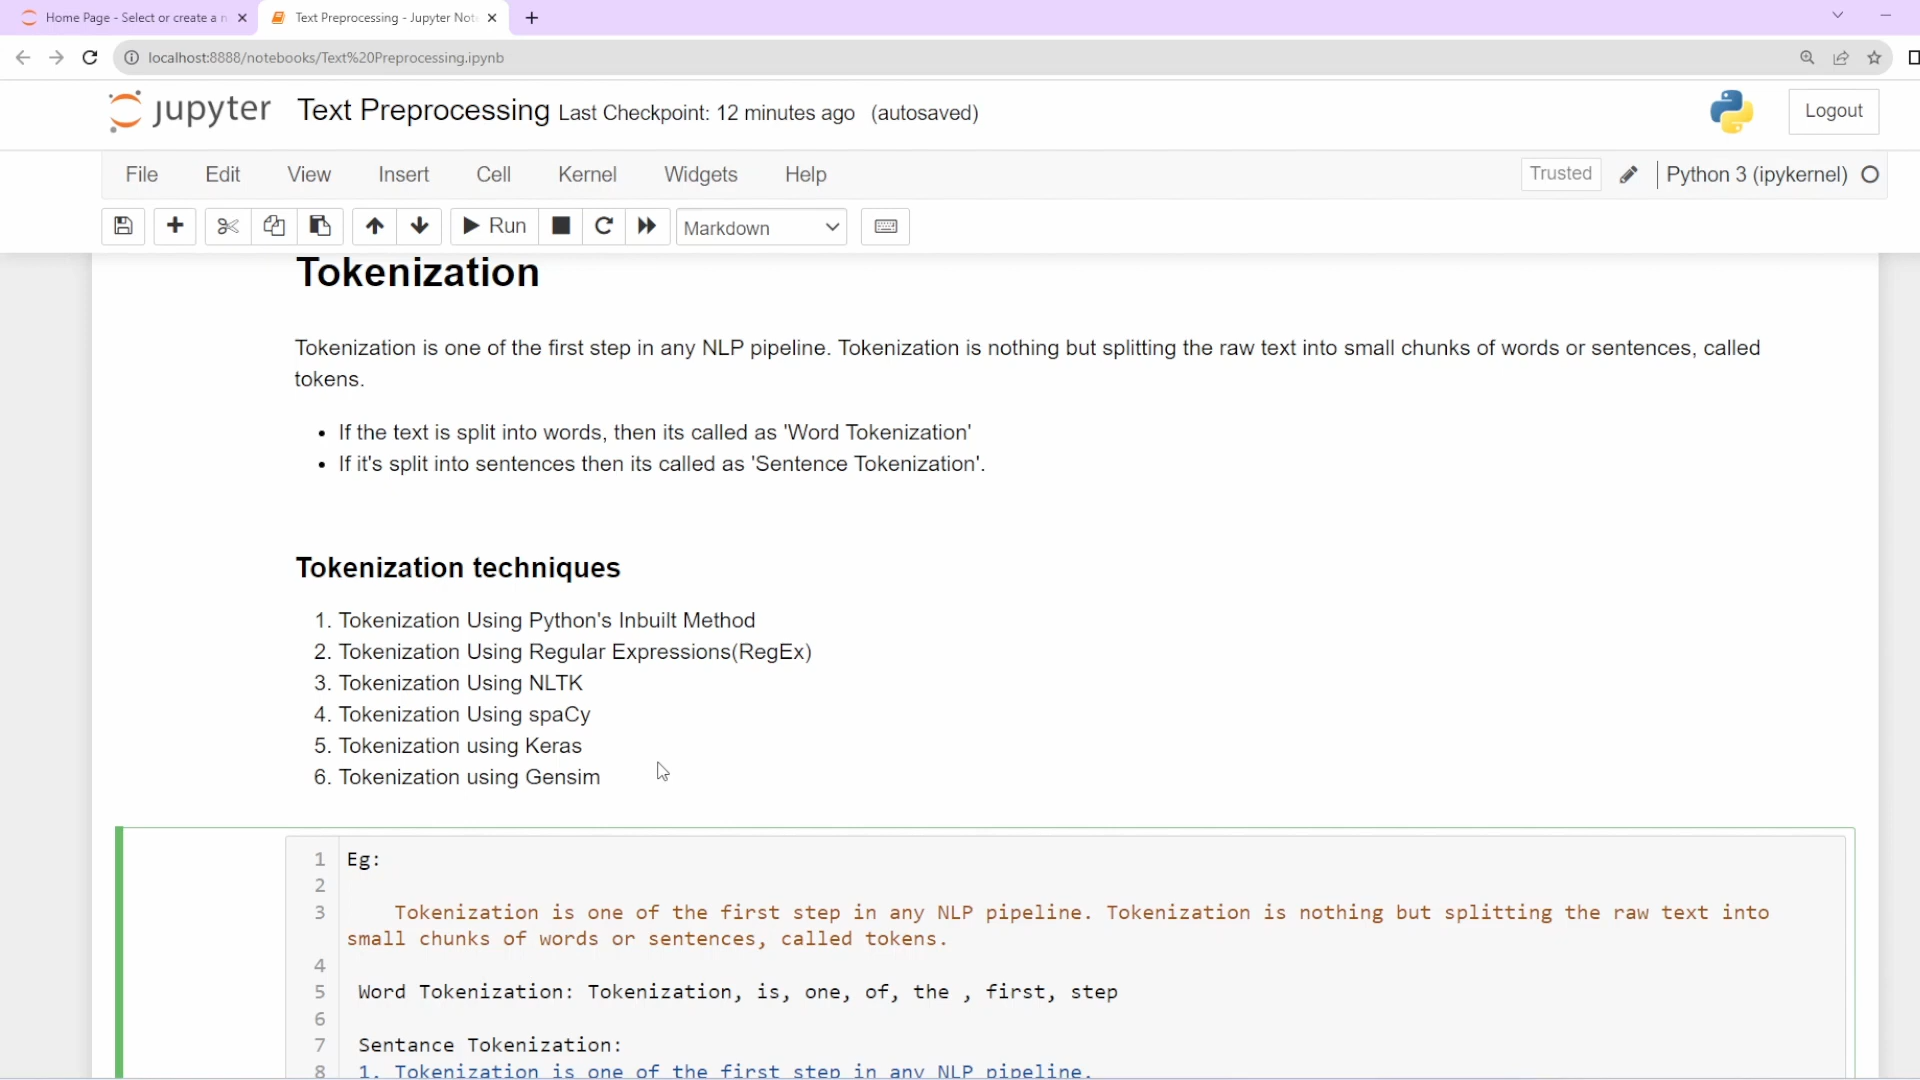 Home Page - Select or create a n
Text Preprocessing - Jupyter Not
localhost:8888/notebooks/Text%20Preprocessing.ipynb
jupyter Text Preprocessing Last Checkpoint: 12 minutes ago (autosaved)
Logout
File Edit View Insert Cell Kernel Widgets Help
Trusted Python 3 (ipykernel)
Run Markdown
Tokenization
Tokenization is one of the first step in any NLP pipeline. Tokenization is nothing but splitting the raw text into small chunks of words or sentences, called
tokens.
• If the text is split into words, then its called as 'Word Tokenization'
• If it's split into sentences then its called as 'Sentence Tokenization'.
Tokenization techniques
1. Tokenization Using Python's Inbuilt Method
2. Tokenization Using Regular Expressions(RegEx)
3. Tokenization Using NLTK
4. Tokenization Using spaCy
5. Tokenization using Keras
6. Tokenization using Gensim
1 Eg:
2
3 Tokenization is one of the first step in any NLP pipeline. Tokenization is nothing but splitting the raw text into
small chunks of words or sentences, called tokens.
4
5 Word Tokenization: Tokenization, is, one, of, the , first, step
6
7 Sentance Tokenization:
8 1. Tokenization is one of the first step in any NLP pipeline.